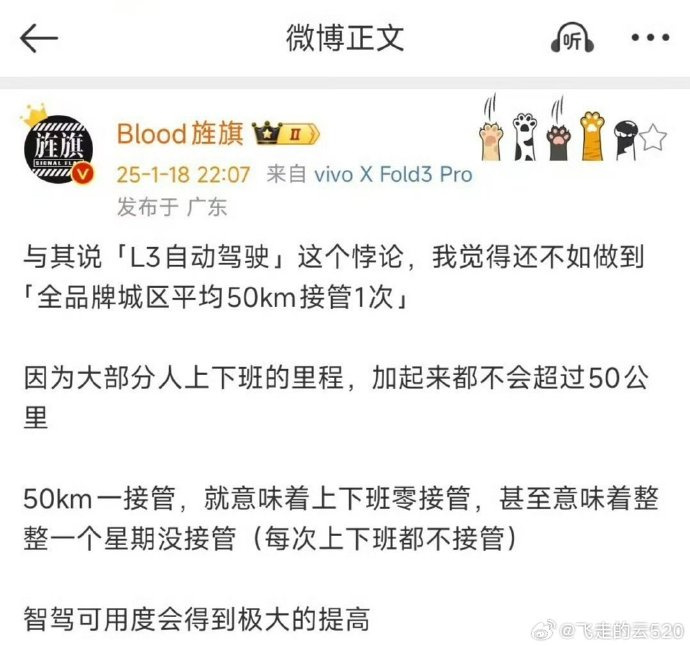 微博正文
听
Blood旌旗
II
旌旗
SIGNAL FLAG
V
25-1-18 22:07 来自 vivo X Fold3 Pro
发布于 广东
与其说「L3自动驾驶」这个悖论，我觉得还不如做到
「全品牌城区平均50km接管1次」
因为大部分人上下班的里程，加起来都不会超过50公
里
50km一接管，就意味着上下班零接管，甚至意味着整
整一个星期没接管（每次上下班都不接管）
智驾可用度会得到极大的提高
@飞走的云520